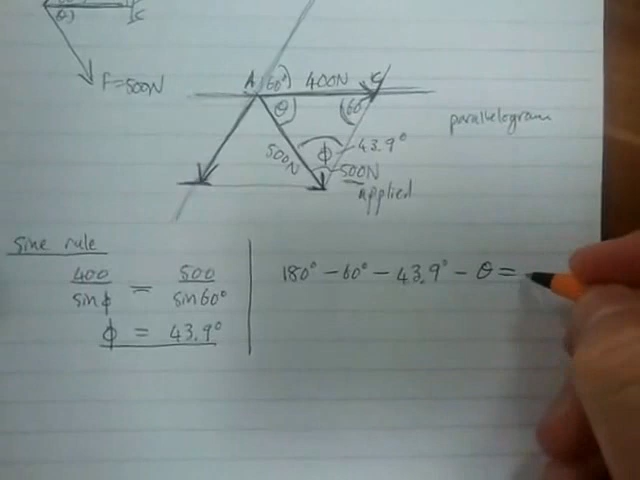 θ)
F=500N
A 60°) 400N C
θ 60°
parallelogram
500N ϕ 43.9°
500N
applied
sine rule
400 / sinϕ = 500 / sin60°
ϕ = 43.9°
180° - 60° - 43.9° - θ =